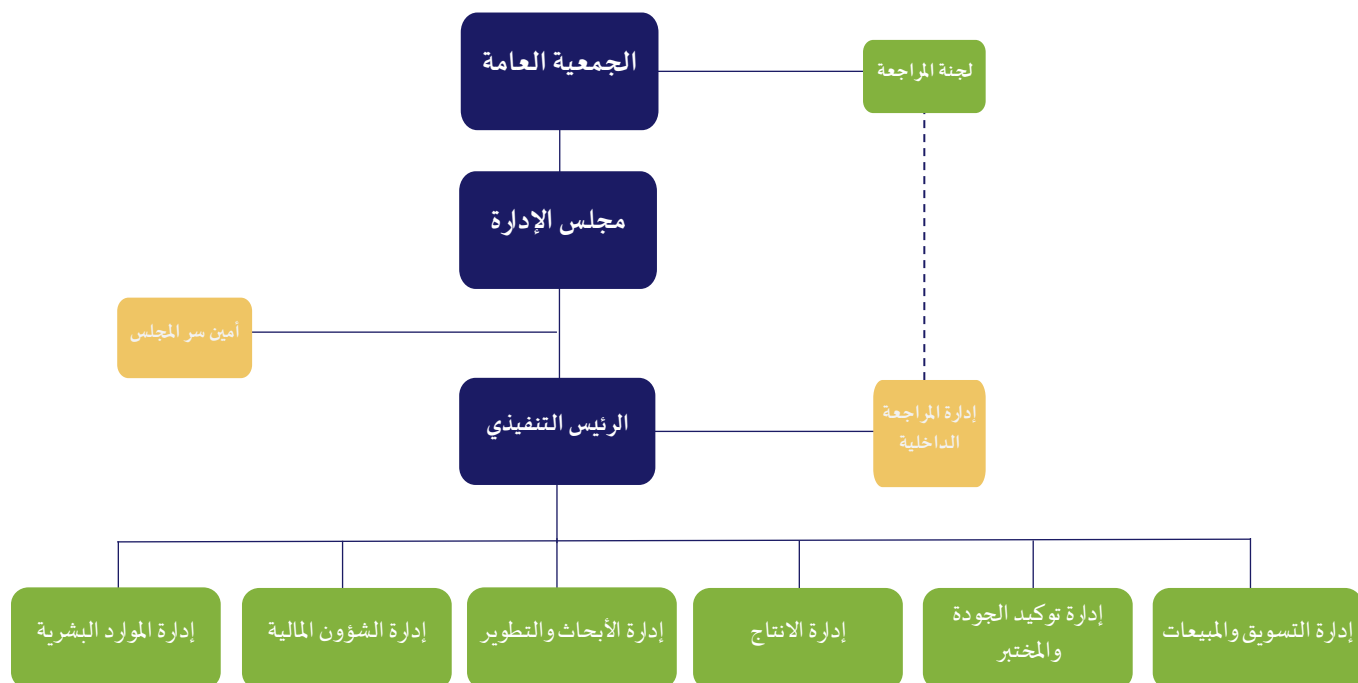 الجمعية العامة
لجنة المراجعة
مجلس الإدارة
أمين سر المجلس
الرئيس التنفيذي
إدارة المراجعة
الداخلية
إدارة التسويق والمبيعات
إدارة توكيد الجودة
والمختبر
إدارة الانتاج
إدارة الأبحاث والتطوير
إدارة الشؤون المالية
إدارة الموارد البشرية